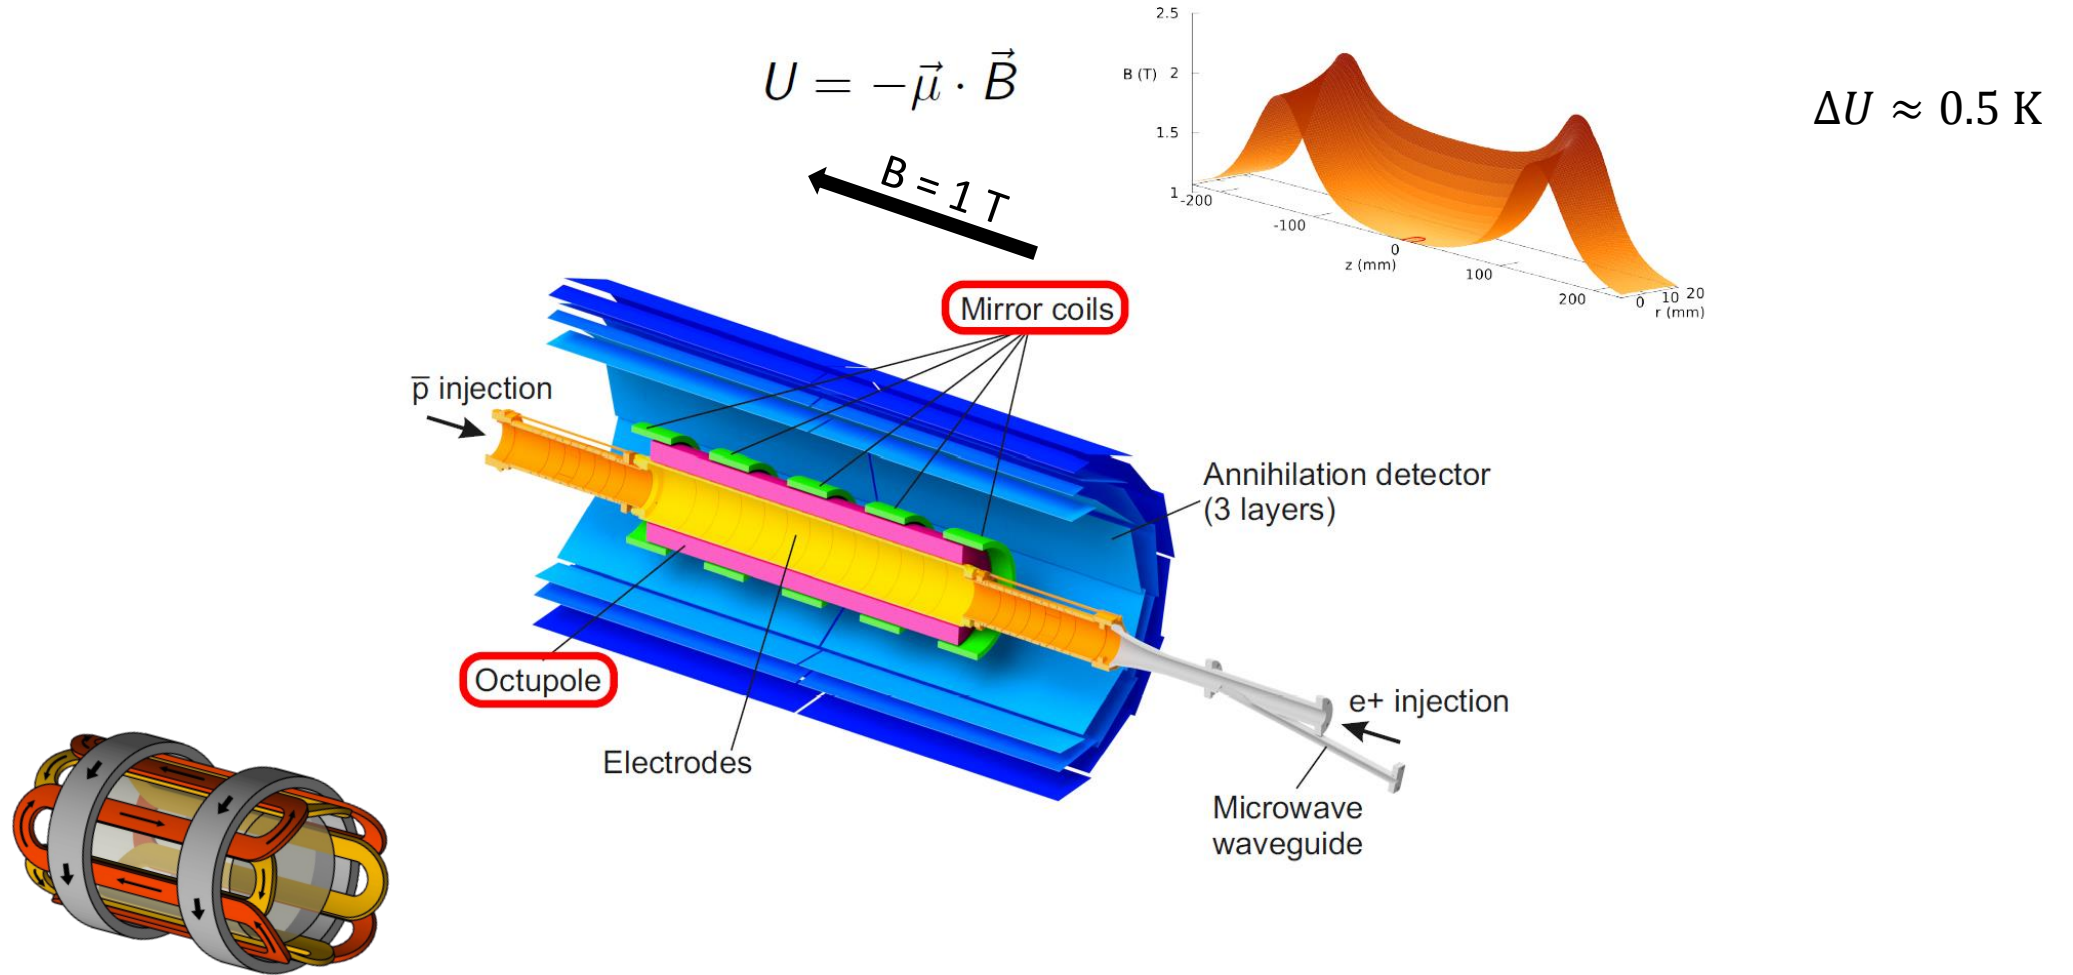 U = −μ⃗ · B⃗
B = 1 T
2.5
B (T) 2
1.5
1
-200
-100
0
100
200
z (mm)
0 10 20
r (mm)
ΔU ≈ 0.5 K
Mirror coils
p̅ injection
Annihilation detector
(3 layers)
Octupole
e+ injection
Electrodes
Microwave
waveguide